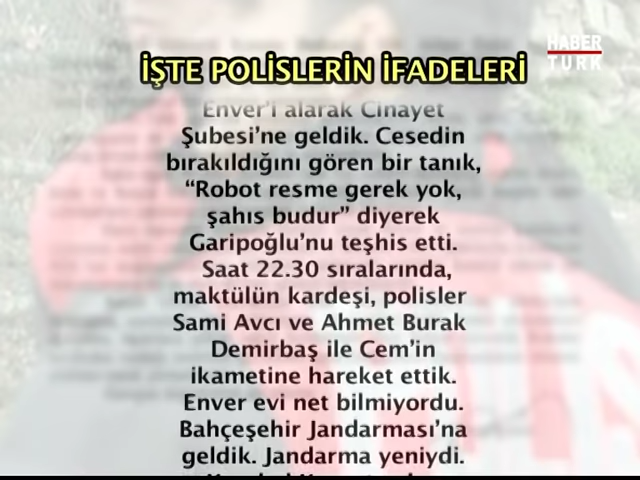 HABER
TÜRK
İŞTE POLİSLERİN İFADELERİ
Enver'i alarak Cinayet
Şubesi'ne geldik. Cesedin
bırakıldığını gören bir tanık,
"Robot resme gerek yok,
şahıs budur" diyerek
Garipoğlu'nu teşhis etti.
Saat 22.30 sıralarında,
maktülün kardeşi, polisler
Sami Avcı ve Ahmet Burak
Demirbaş ile Cem'in
ikametine hareket ettik.
Enver evi net bilmiyordu.
Bahçeşehir Jandarması'na
geldik. Jandarma yeniydi.